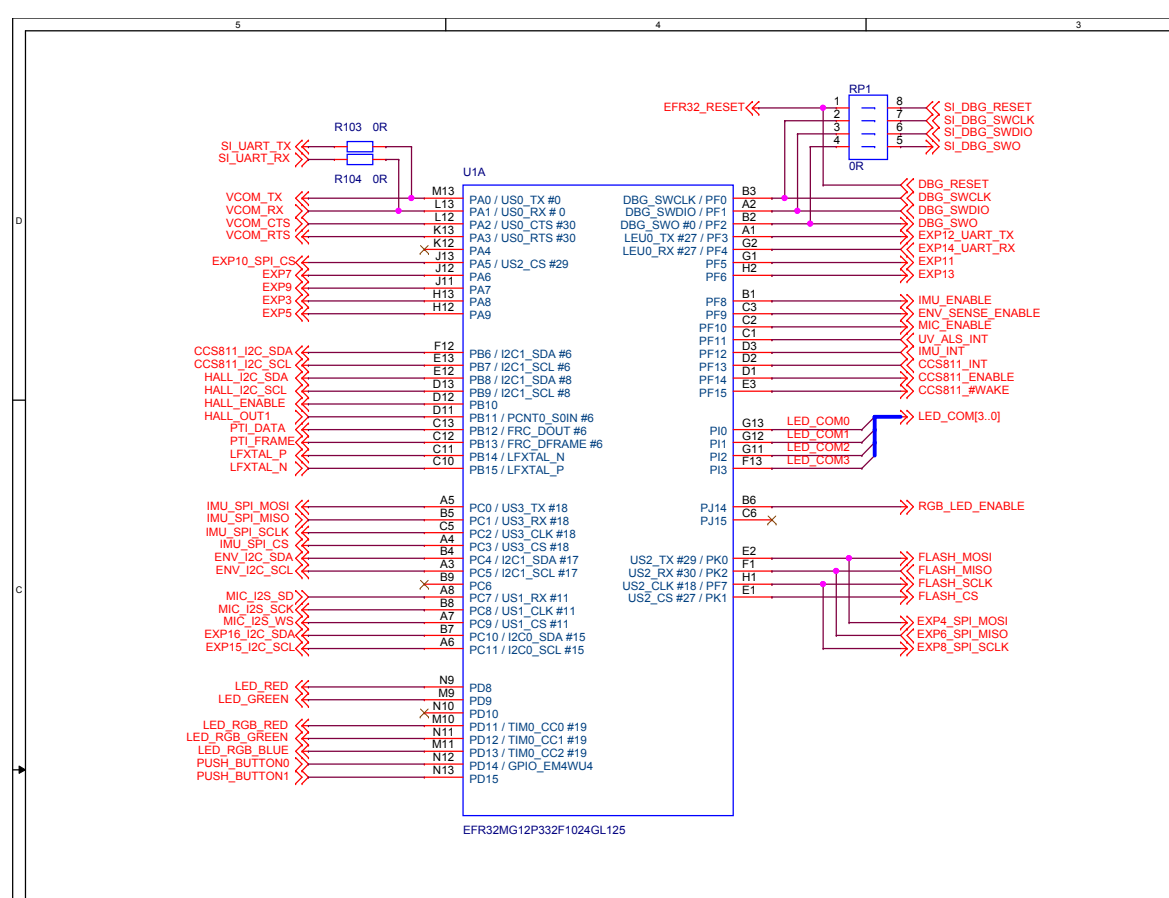 5 4 3
D
C
RP1
EFR32_RESET 1 8 SI_DBG_RESET
2 7 SI_DBG_SWCLK
3 6 SI_DBG_SWDIO
4 5 SI_DBG_SWO
0R
R103 0R
SI_UART_TX
SI_UART_RX
R104 0R
U1A
VCOM_TX M13 PA0 / US0_TX #0
VCOM_RX L13 PA1 / US0_RX # 0
VCOM_CTS L12 PA2 / US0_CTS #30
VCOM_RTS K13 PA3 / US0_RTS #30
K12 PA4
EXP10_SPI_CS J13 PA5 / US2_CS #29
EXP7 J12 PA6
EXP9 J11 PA7
EXP3 H13 PA8
EXP5 H12 PA9
CCS811_I2C_SDA F12 PB6 / I2C1_SDA #6
CCS811_I2C_SCL E13 PB7 / I2C1_SCL #6
HALL_I2C_SDA E12 PB8 / I2C1_SDA #8
HALL_I2C_SCL D13 PB9 / I2C1_SCL #8
HALL_ENABLE D12 PB10
HALL_OUT1 D11 PB11 / PCNT0_S0IN #6
PTI_DATA C13 PB12 / FRC_DOUT #6
PTI_FRAME C12 PB13 / FRC_DFRAME #6
LFXTAL_P C11 PB14 / LFXTAL_N
LFXTAL_N C10 PB15 / LFXTAL_P
IMU_SPI_MOSI A5 PC0 / US3_TX #18
IMU_SPI_MISO B5 PC1 / US3_RX #18
IMU_SPI_SCLK C5 PC2 / US3_CLK #18
IMU_SPI_CS A4 PC3 / US3_CS #18
ENV_I2C_SDA B4 PC4 / I2C1_SDA #17
ENV_I2C_SCL A3 PC5 / I2C1_SCL #17
B9 PC6
MIC_I2S_SD A8 PC7 / US1_RX #11
MIC_I2S_SCK B8 PC8 / US1_CLK #11
MIC_I2S_WS A7 PC9 / US1_CS #11
EXP16_I2C_SDA B7 PC10 / I2C0_SDA #15
EXP15_I2C_SCL A6 PC11 / I2C0_SCL #15
LED_RED N9 PD8
LED_GREEN M9 PD9
N10 PD10
LED_RGB_RED M10 PD11 / TIM0_CC0 #19
LED_RGB_GREEN N11 PD12 / TIM0_CC1 #19
LED_RGB_BLUE M11 PD13 / TIM0_CC2 #19
PUSH_BUTTON0 N12 PD14 / GPIO_EM4WU4
PUSH_BUTTON1 N13 PD15
DBG_RESET
DBG_SWCLK / PF0 B3 DBG_SWCLK
DBG_SWDIO / PF1 A2 DBG_SWDIO
DBG_SWO #0 / PF2 B2 DBG_SWO
LEU0_TX #27 / PF3 A1 EXP12_UART_TX
LEU0_RX #27 / PF4 G2 EXP14_UART_RX
PF5 G1 EXP11
PF6 H2 EXP13
PF8 B1 IMU_ENABLE
PF9 C3 ENV_SENSE_ENABLE
PF10 C2 MIC_ENABLE
PF11 C1 UV_ALS_INT
PF12 D3 IMU_INT
PF13 D2 CCS811_INT
PF14 D1 CCS811_ENABLE
PF15 E3 CCS811_#WAKE
LED_COM[3..0]
PI0 G13 LED_COM0
PI1 G12 LED_COM1
PI2 G11 LED_COM2
PI3 F13 LED_COM3
PJ14 B6 RGB_LED_ENABLE
PJ15 C6
US2_TX #29 / PK0 E2 FLASH_MOSI
US2_RX #30 / PK2 F1 FLASH_MISO
US2_CLK #18 / PF7 H1 FLASH_SCLK
US2_CS #27 / PK1 E1 FLASH_CS
EXP4_SPI_MOSI
EXP6_SPI_MISO
EXP8_SPI_SCLK
EFR32MG12P332F1024GL125